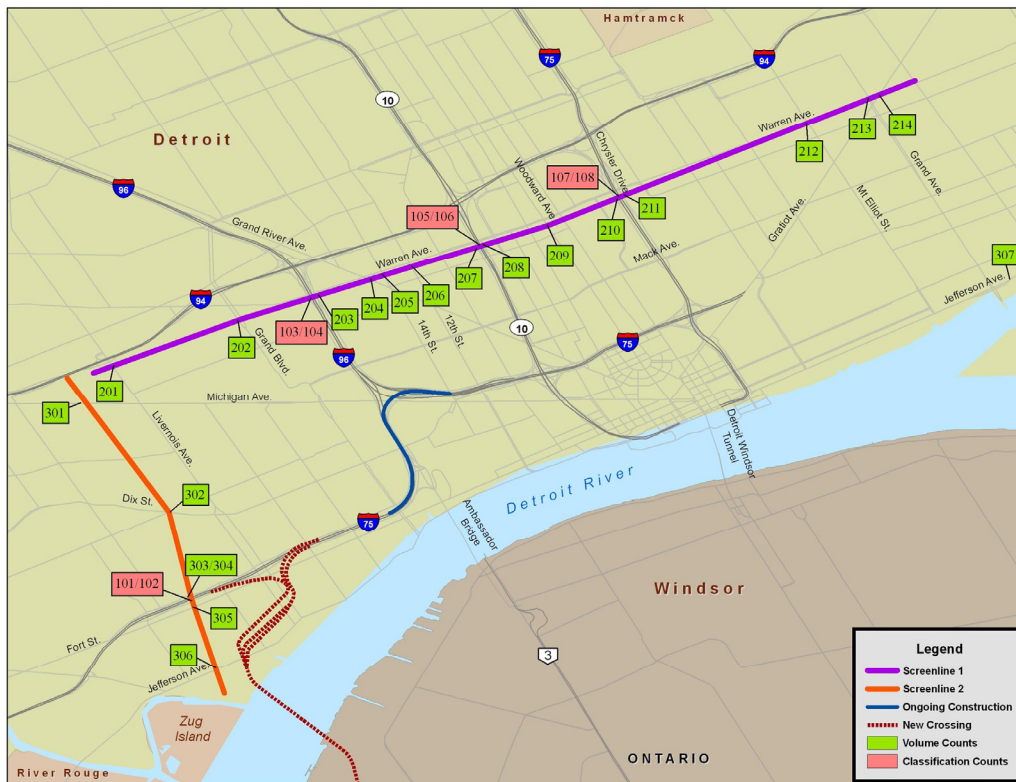 Hamtramck
75
94
10
Detroit
96
Grand River Ave.
Warren Ave.
213
214
212
Grand Ave.
Chrysler Drive
Woodward Ave
107/108
211
210
Mt Elliot St.
Gratiot Ave.
105/106
Warren Ave.
209
Mack Ave.
208
207
206
205
204
307
Jefferson Ave.
94
203
103/104
202
Grand Blvd.
14th St.
12th St.
10
75
96
201
Michigan Ave.
301
Livernois Ave.
Detroit Windsor
Tunnel
Detroit River
302
Dix St.
75
Ambassador
Bridge
303/304
101/102
305
Windsor
Fort St.
306
Jefferson Ave.
3
Zug
Island
River Rouge
ONTARIO
Legend
Screenline 1
Screenline 2
Ongoing Construction
New Crossing
Volume Counts
Classification Counts